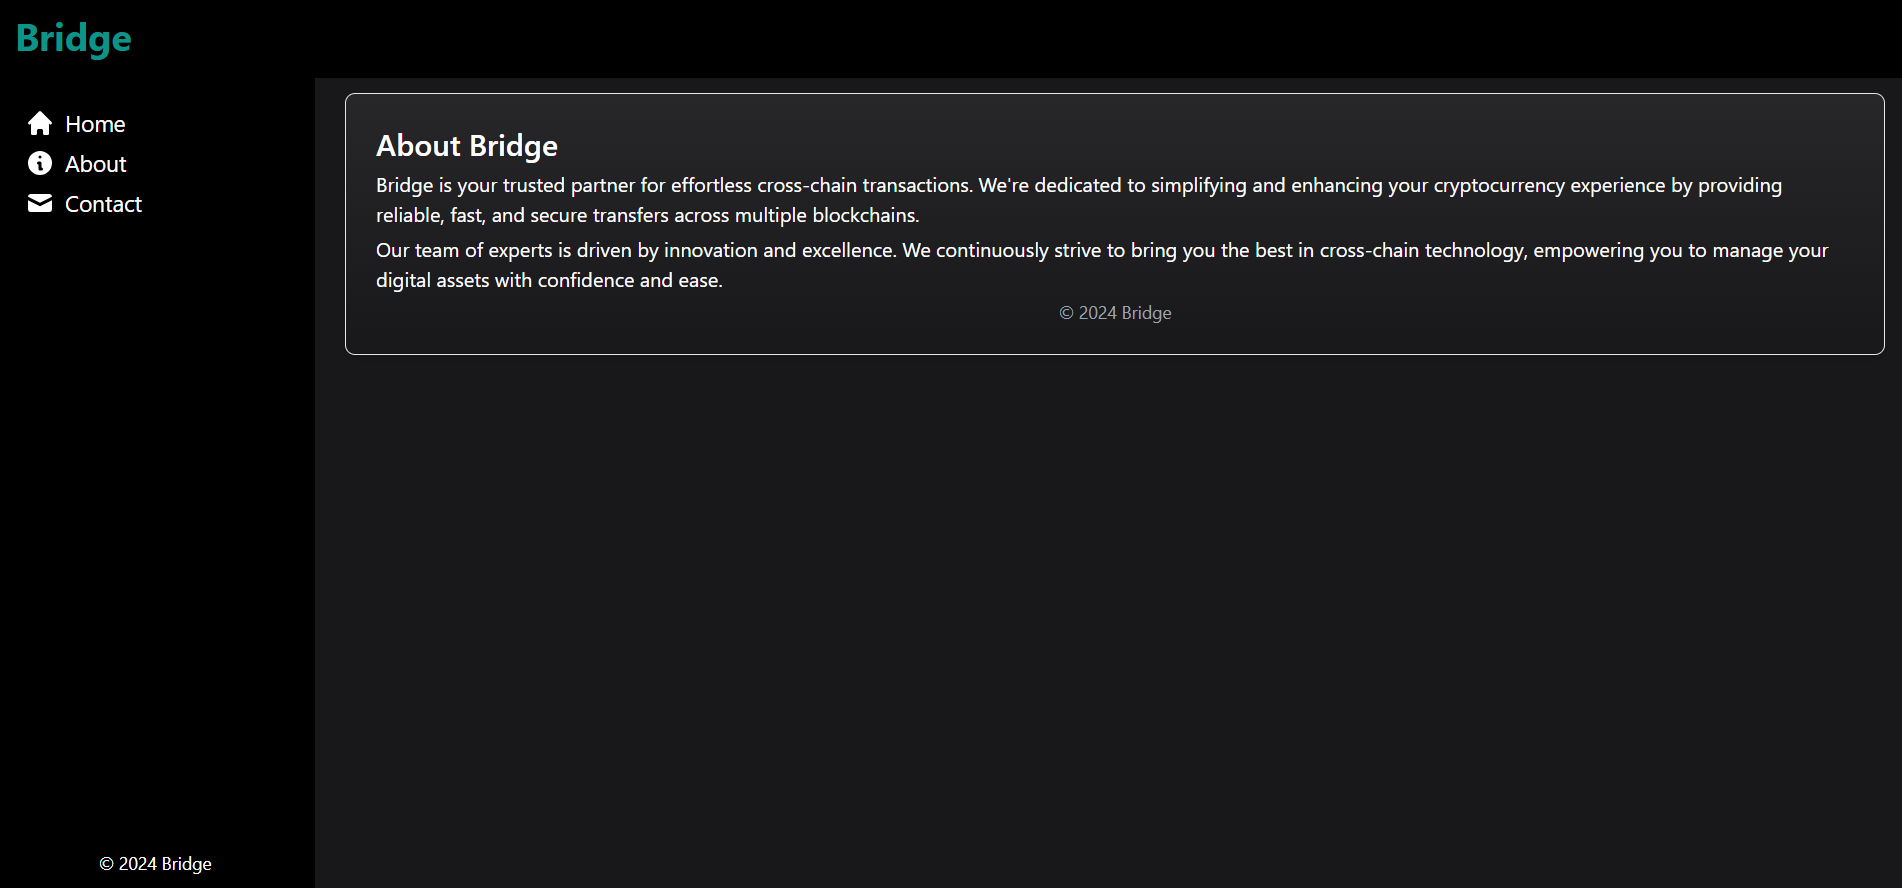 Bridge
Home
About
Contact
About Bridge
Bridge is your trusted partner for effortless cross-chain transactions. We're dedicated to simplifying and enhancing your cryptocurrency experience by providing
reliable, fast, and secure transfers across multiple blockchains.
Our team of experts is driven by innovation and excellence. We continuously strive to bring you the best in cross-chain technology, empowering you to manage your
digital assets with confidence and ease.
© 2024 Bridge
© 2024 Bridge